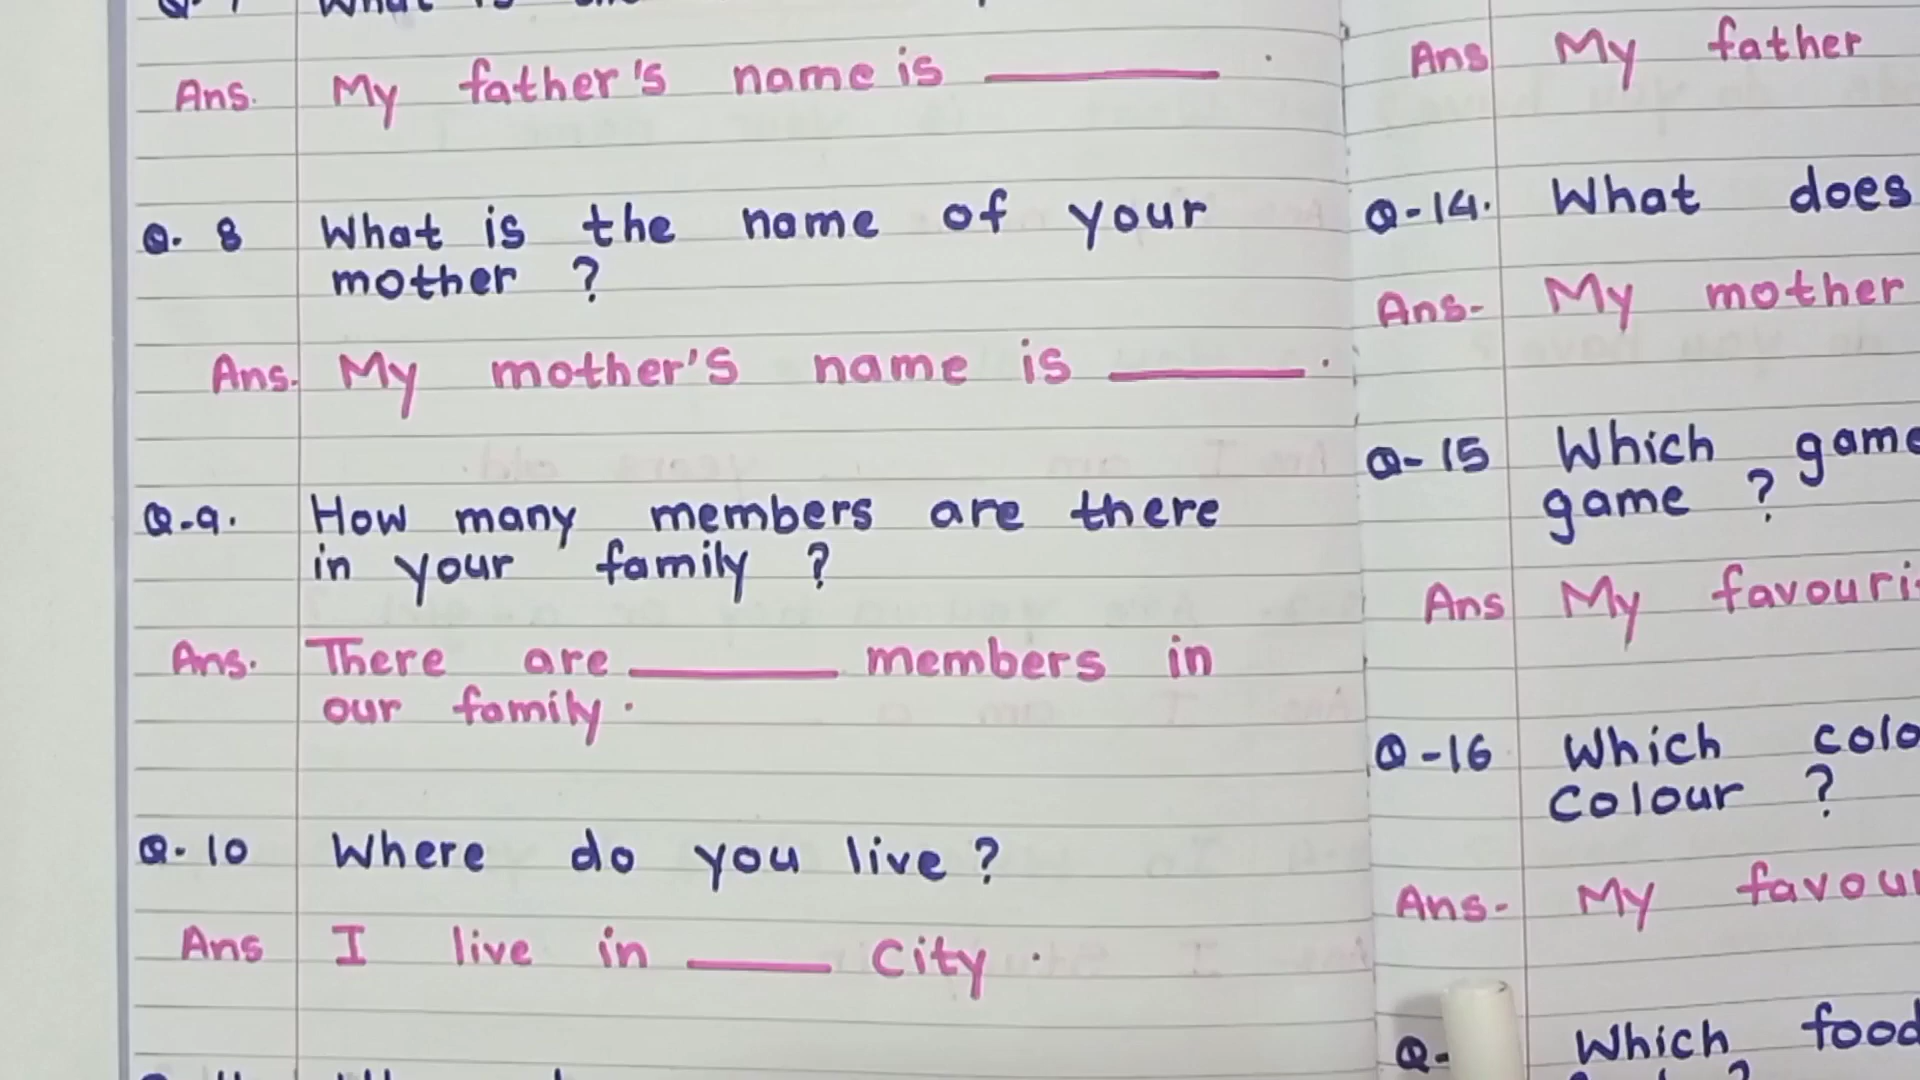 Ans. My father's name is ______ .
Q. 8 What is the name of your
mother ?
Ans. My mother's name is ______ .
Q.9. How many members are there
in your family ?
Ans. There are ______ members in
our family .
Q. 10 Where do you live ?
Ans I live in ______ City .
Ans My father
Q-14. What does
Ans- My mother
Q- 15 Which game
game ?
Ans My favouri
Q -16 Which colo
Colour ?
Ans- My favou
Q- Which food